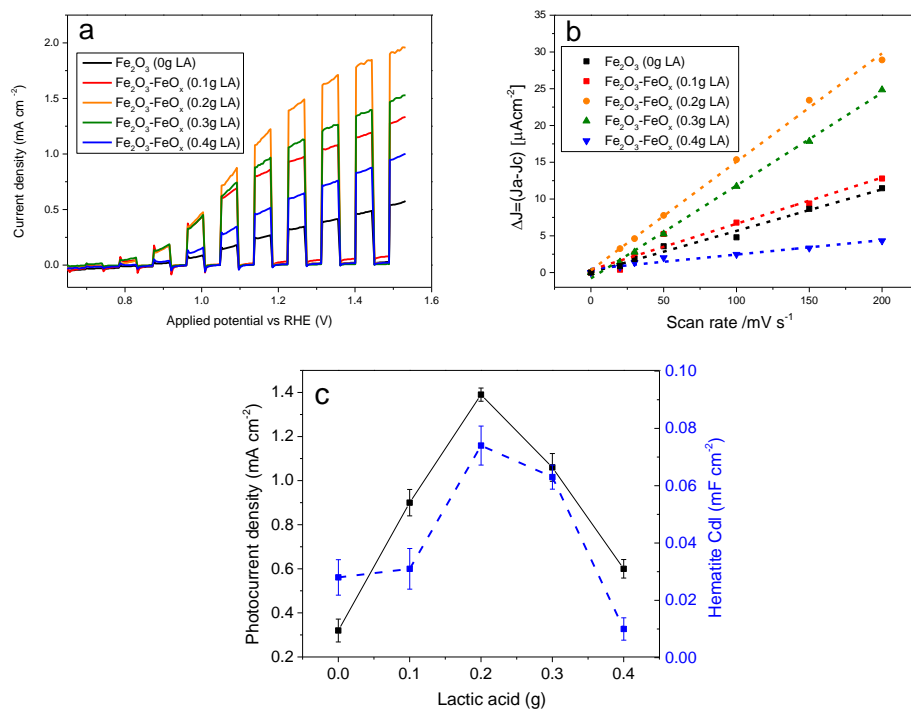 a
Fe₂O₃ (0g LA)
Fe₂O₃-FeOₓ (0.1g LA)
Fe₂O₃-FeOₓ (0.2g LA)
Fe₂O₃-FeOₓ (0.3g LA)
Fe₂O₃-FeOₓ (0.4g LA)
Current density (mA cm⁻²)
2.0
1.5
1.0
0.5
0.0
0.8 1.0 1.2 1.4 1.6
Applied potential vs RHE (V)
b
Fe₂O₃ (0g LA)
Fe₂O₃-FeOₓ (0.1g LA)
Fe₂O₃-FeOₓ (0.2g LA)
Fe₂O₃-FeOₓ (0.3g LA)
Fe₂O₃-FeOₓ (0.4g LA)
ΔJ=(Ja-Jc) [µAcm⁻²]
35
30
25
20
15
10
5
0
0 50 100 150 200
Scan rate /mV s⁻¹
c
Photocurrent density (mA cm⁻²)
1.4
1.2
1.0
0.8
0.6
0.4
0.2
0.0 0.1 0.2 0.3 0.4
Lactic acid (g)
0.10
0.08
0.06
0.04
0.02
0.00
Hematite Cdl (mF cm⁻²)